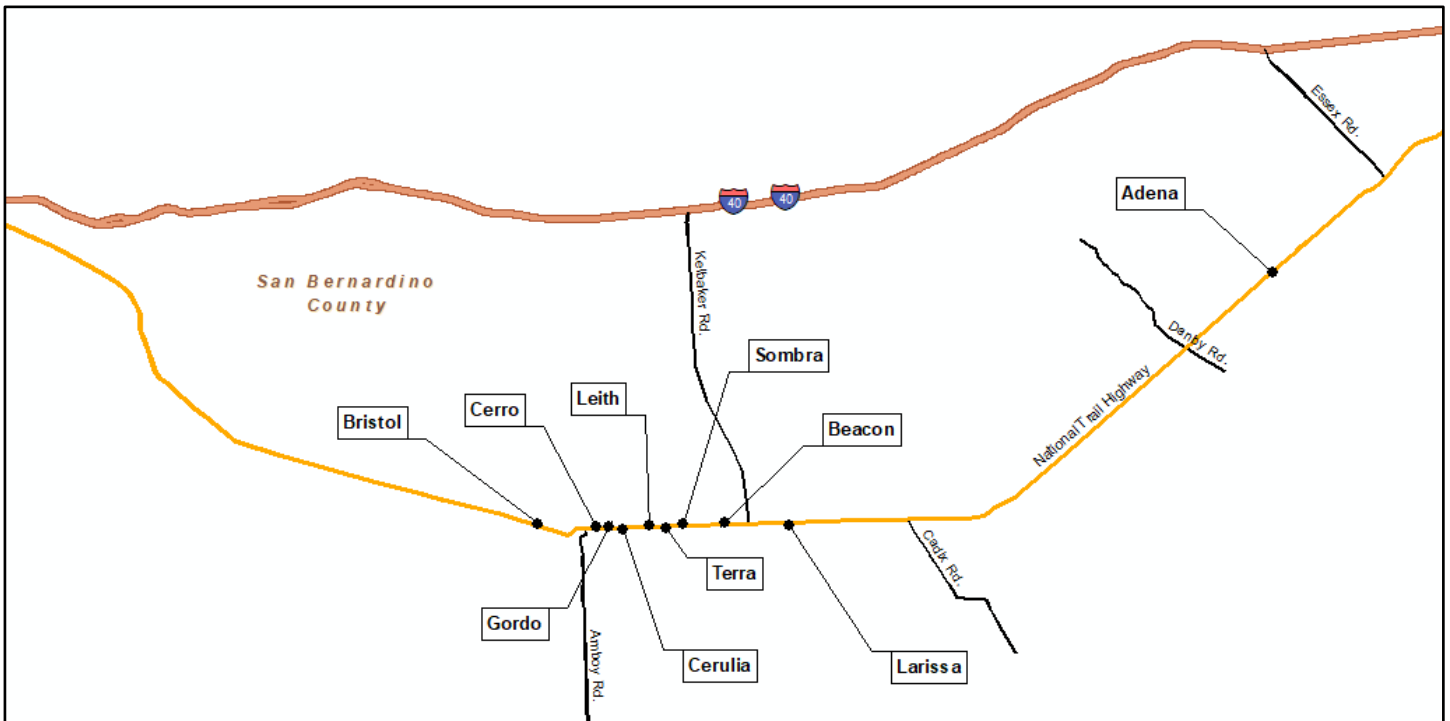 Essex Rd.
Adena
40
40
Kelbaker Rd.
San Bernardino
County
Danby Rd.
Sombra
National Trail Highway
Leith
Cerro
Bristol
Beacon
Cadix Rd.
Terra
Gordo
Amboy Rd.
Cerulia
Larissa